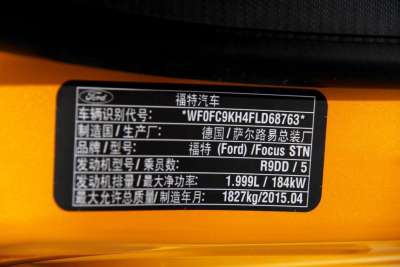 Ford 福特汽车
车辆识别代号: *WF0FC9KH4FLD68763*
制造国 / 生产厂: 德国 / 萨尔路易总装厂
品牌 / 型号: 福特 (Ford) /Focus STN
发动机型号 / 乘员数: R9DD / 5
发动机排量 / 最大净功率: 1.999L / 184kW
最大允许总质量/制造年月: 1827kg/2015.04